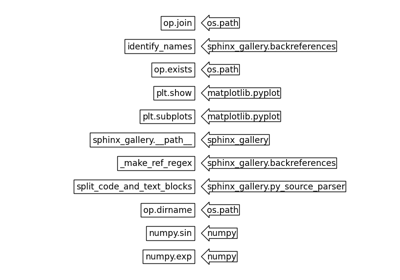 op.join os.path
identify_names sphinx_gallery.backreferences
op.exists os.path
plt.show matplotlib.pyplot
plt.subplots matplotlib.pyplot
sphinx_gallery.__path__ sphinx_gallery
_make_ref_regex sphinx_gallery.backreferences
split_code_and_text_blocks sphinx_gallery.py_source_parser
op.dirname os.path
numpy.sin numpy
numpy.exp numpy